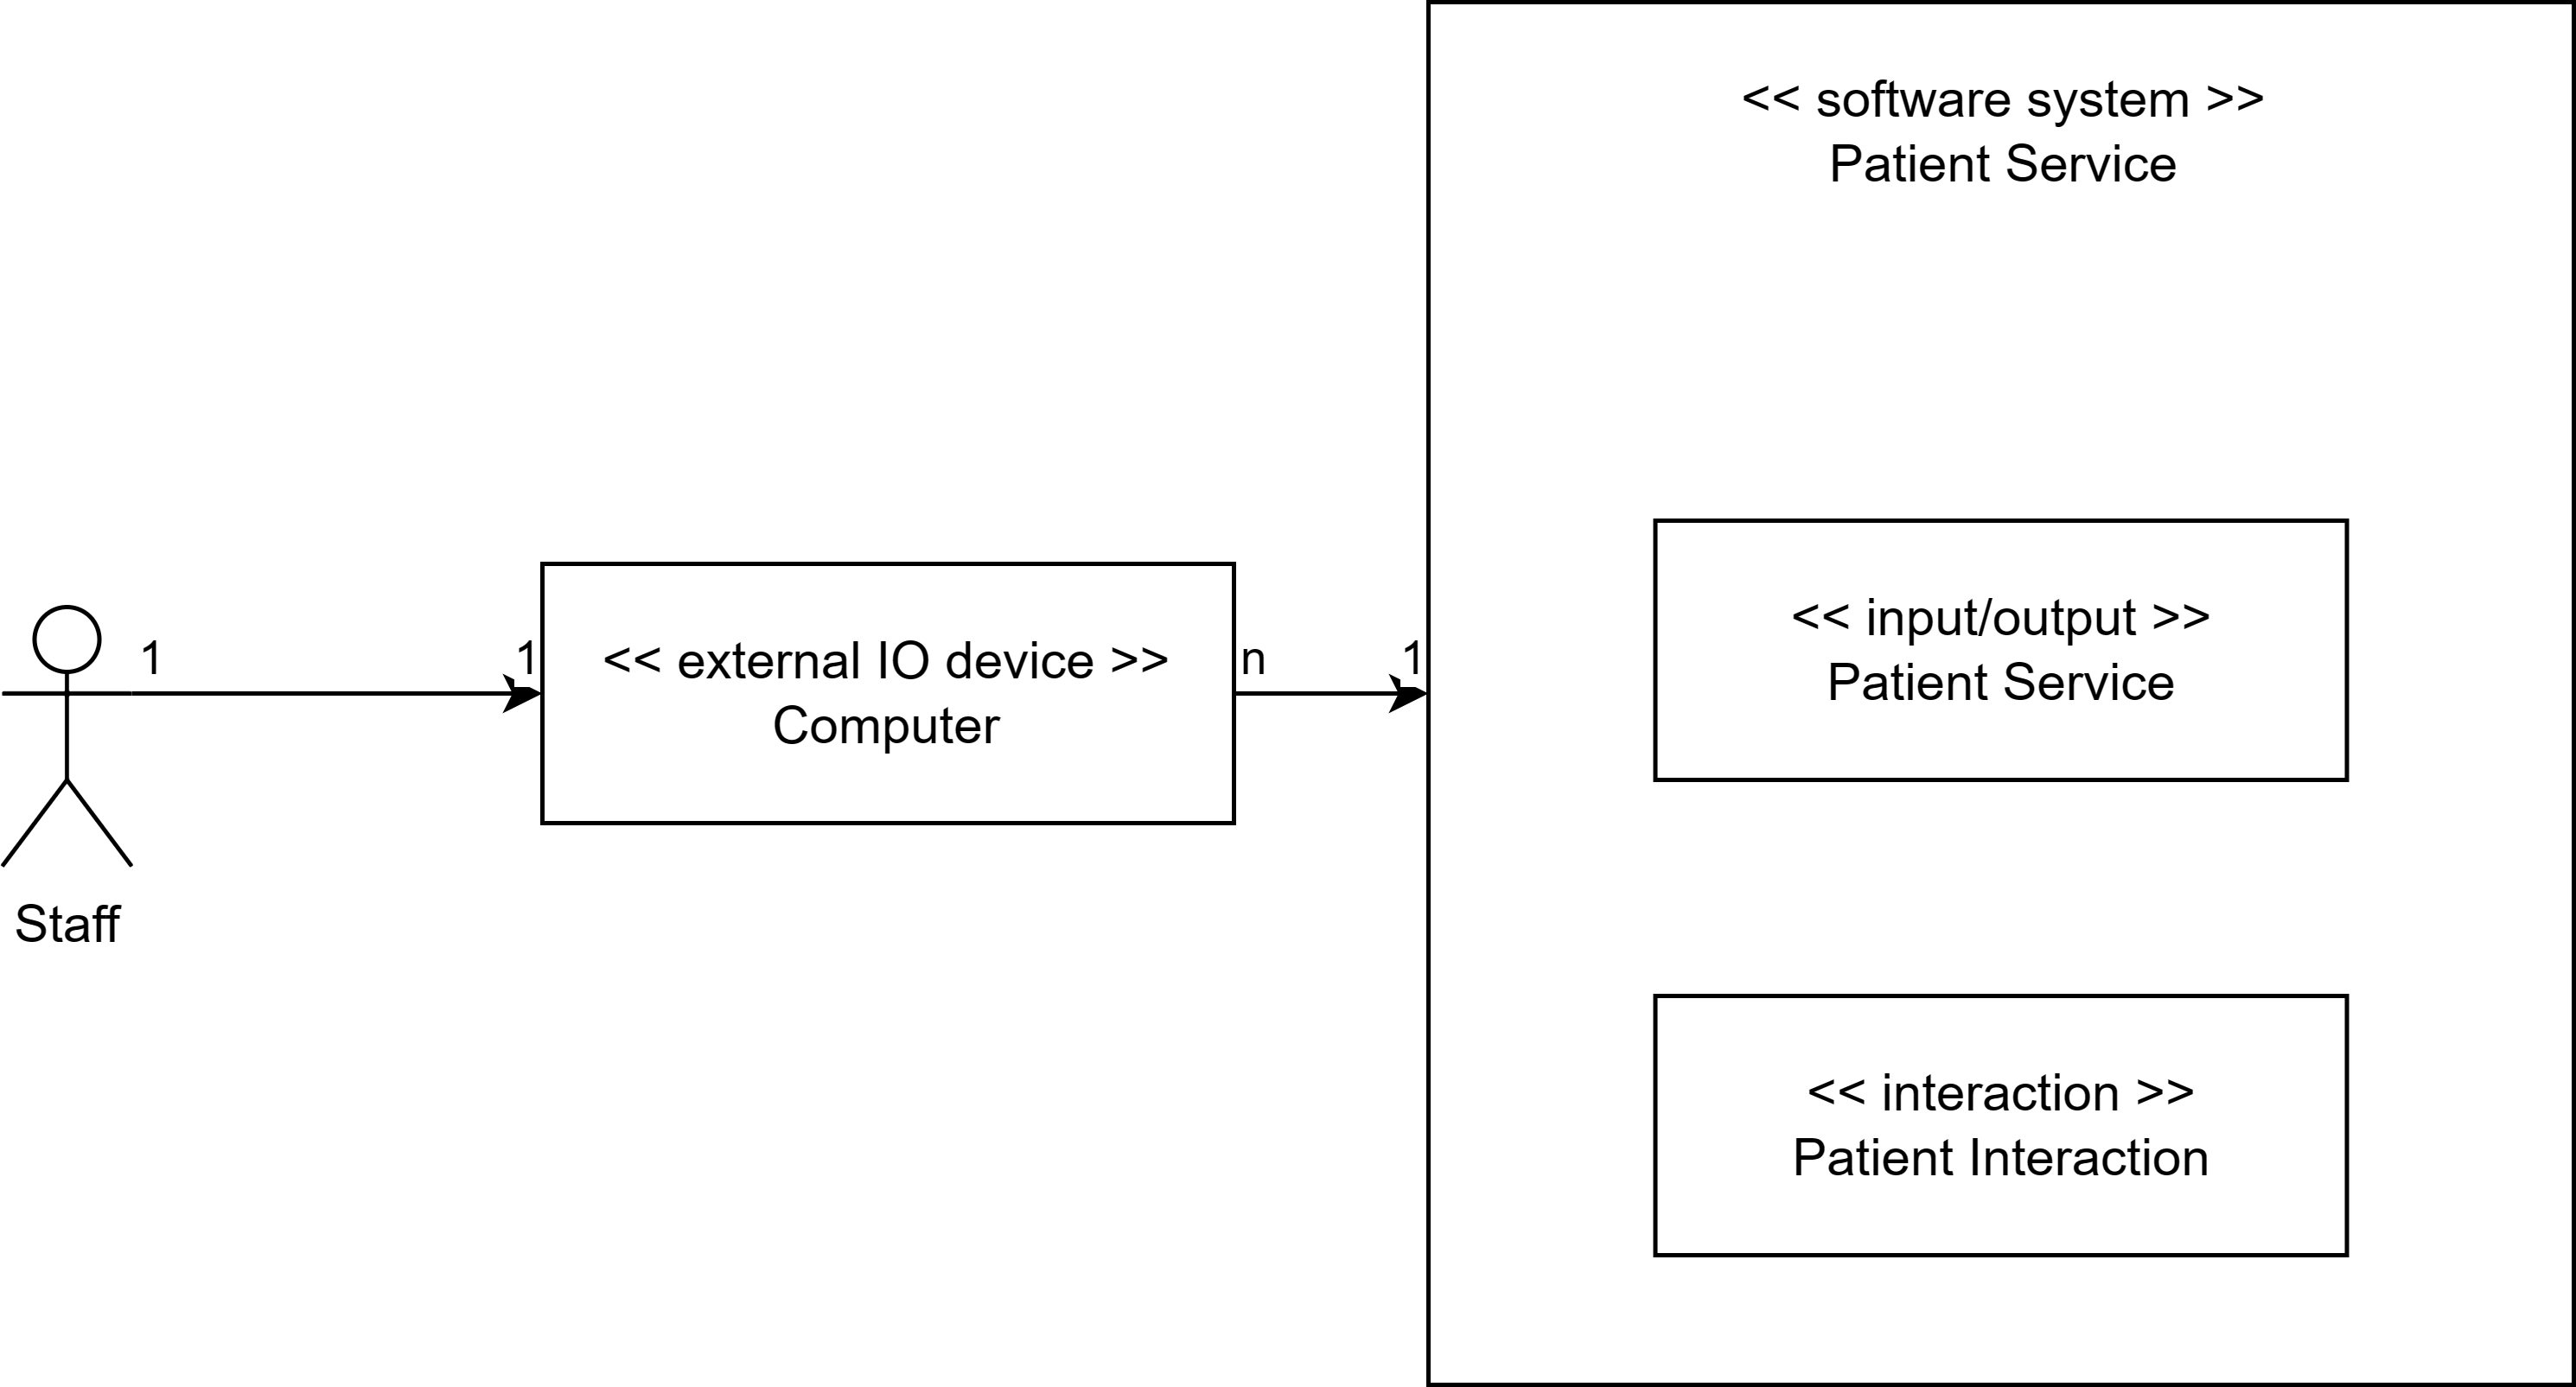 << software system >>
Patient Service
<< input/output >>
Patient Service
1
1
<< external IO device >>
Computer
n
1
Staff
<< interaction >>
Patient Interaction